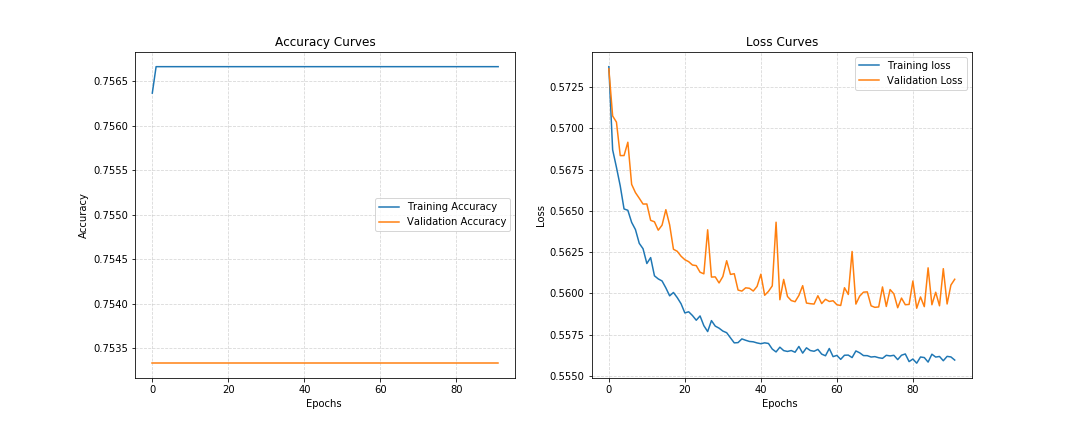 Accuracy Curves
0.7565
0.7560
0.7555
0.7550
0.7545
0.7540
0.7535
Accuracy
Training Accuracy
Validation Accuracy
0 20 40 60 80
Epochs
Loss Curves
0.5725
0.5700
0.5675
0.5650
0.5625
0.5600
0.5575
0.5550
Loss
Training loss
Validation Loss
0 20 40 60 80
Epochs